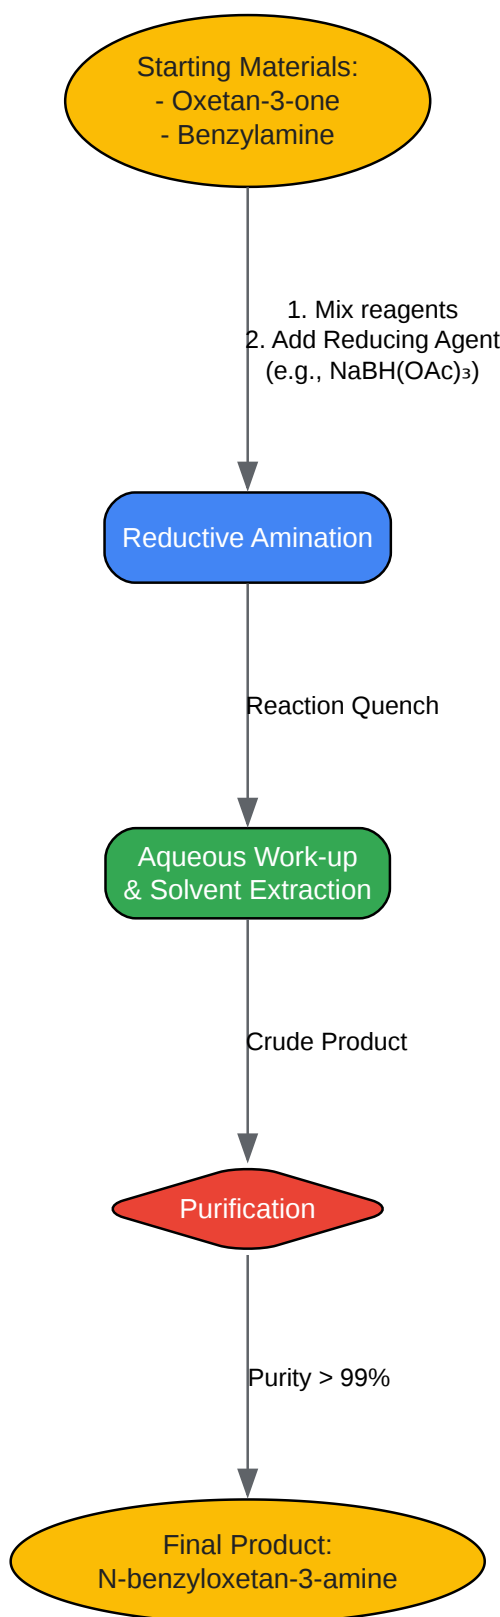 Starting Materials:
- Oxetan-3-one
- Benzylamine
1. Mix reagents
2. Add Reducing Agent
(e.g., NaBH(OAc)₃)
Reductive Amination
Reaction Quench
Aqueous Work-up
& Solvent Extraction
Crude Product
Purification
Purity > 99%
Final Product:
N-benzyloxetan-3-amine